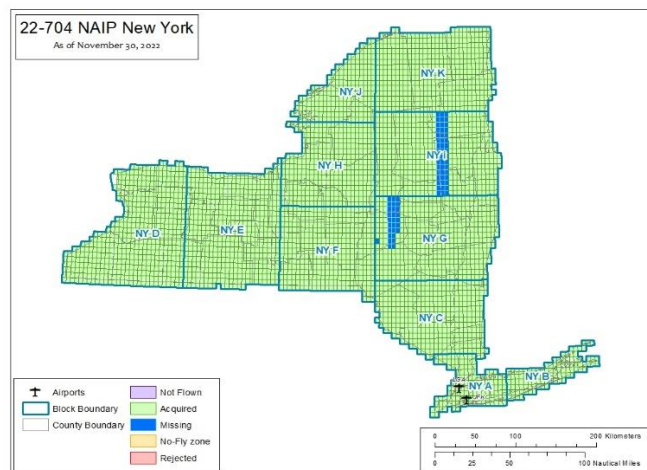 22-704 NAIP New York
As of November 30, 2022
NY J
NY K
NY H
NY I
NY D
NY E
NY F
NY G
NY C
NY A
NY B
Airports
Block Boundary
County Boundary
Not Flown
Acquired
Missing
No-Fly zone
Rejected
0 50 100 200 Kilometers
0 50 100 Nautical Miles